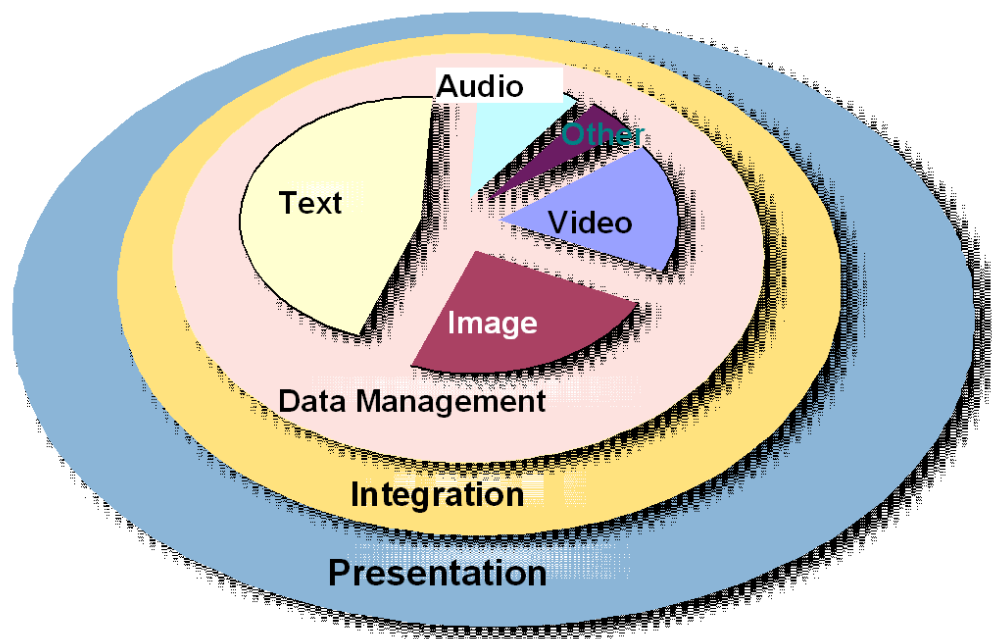 Audio
Other
Text
Video
Image
Data Management
Integration
Presentation